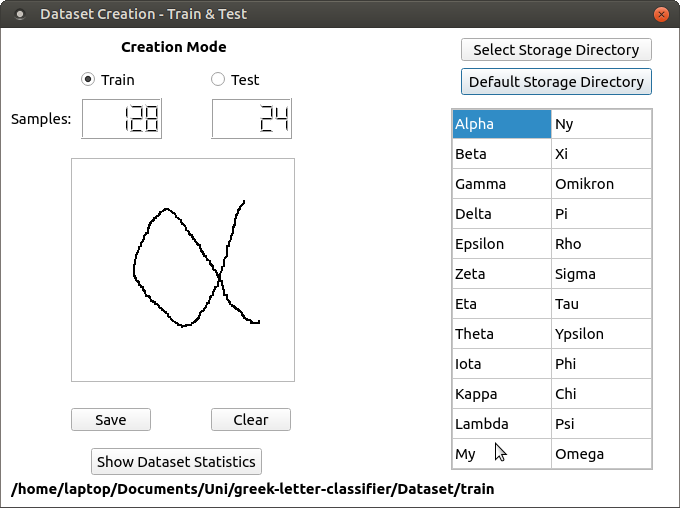 Dataset Creation - Train & Test
Creation Mode
Train Test
Samples: 128 24
α
Save Clear
Show Dataset Statistics
/home/laptop/Documents/Uni/greek-letter-classifier/Dataset/train
Select Storage Directory
Default Storage Directory
Alpha Ny
Beta Xi
Gamma Omikron
Delta Pi
Epsilon Rho
Zeta Sigma
Eta Tau
Theta Ypsilon
Iota Phi
Kappa Chi
Lambda Psi
My Omega